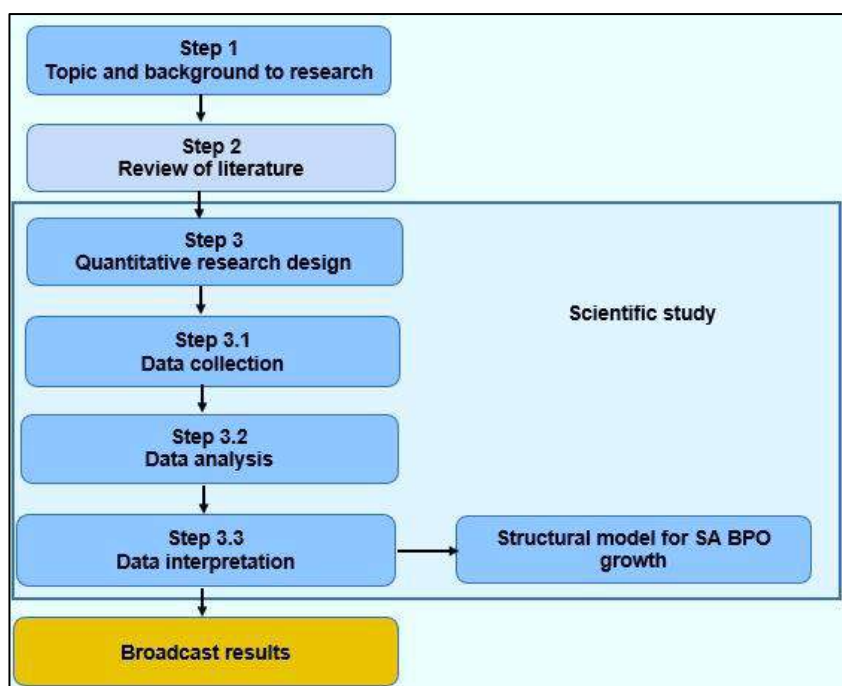 Step 1
Topic and background to research
Step 2
Review of literature
Step 3
Quantitative research design
Scientific study
Step 3.1
Data collection
Step 3.2
Data analysis
Step 3.3
Data interpretation
Structural model for SA BPO
growth
Broadcast results